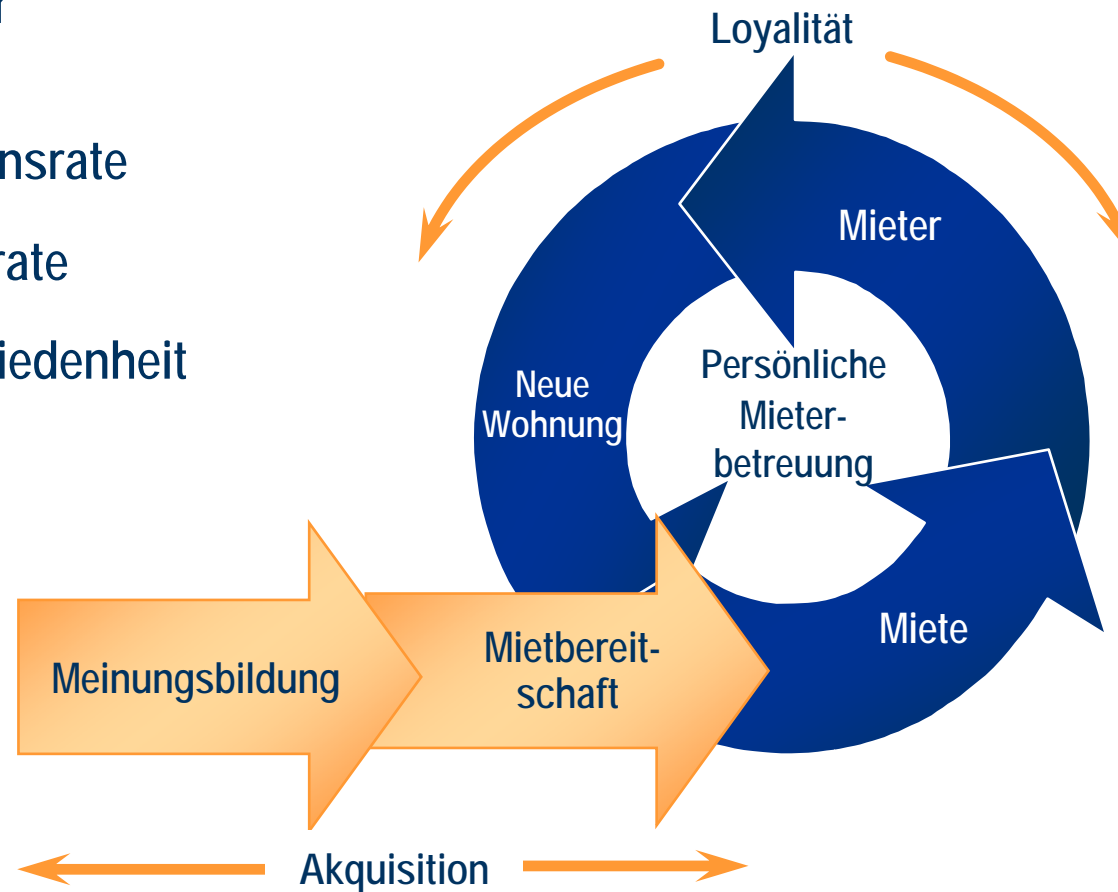 Loyalität
nsrate
rate
iedenheit
Mieter
Persönliche
Mieter-
betreuung
Neue
Wohnung
Miete
Meinungsbildung
Mietbereit-
schaft
Akquisition